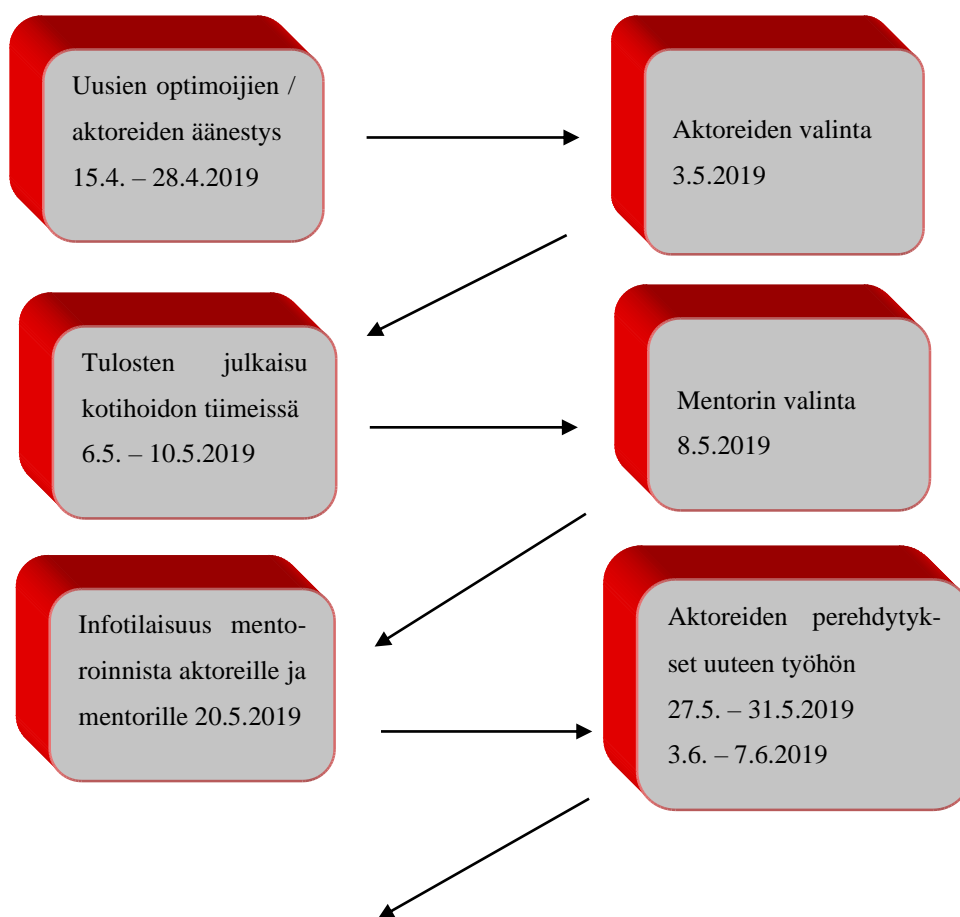 Uusien optimoijien /
aktoreiden äänestys
15.4. – 28.4.2019
Aktoreiden valinta
3.5.2019
Tulosten julkaisu
kotihoidon tiimeissä
6.5. – 10.5.2019
Mentorin valinta
8.5.2019
Infotilaisuus mento-
roinnista aktoreille ja
mentorille 20.5.2019
Aktoreiden perehdytyk-
set uuteen työhön
27.5. – 31.5.2019
3.6. – 7.6.2019